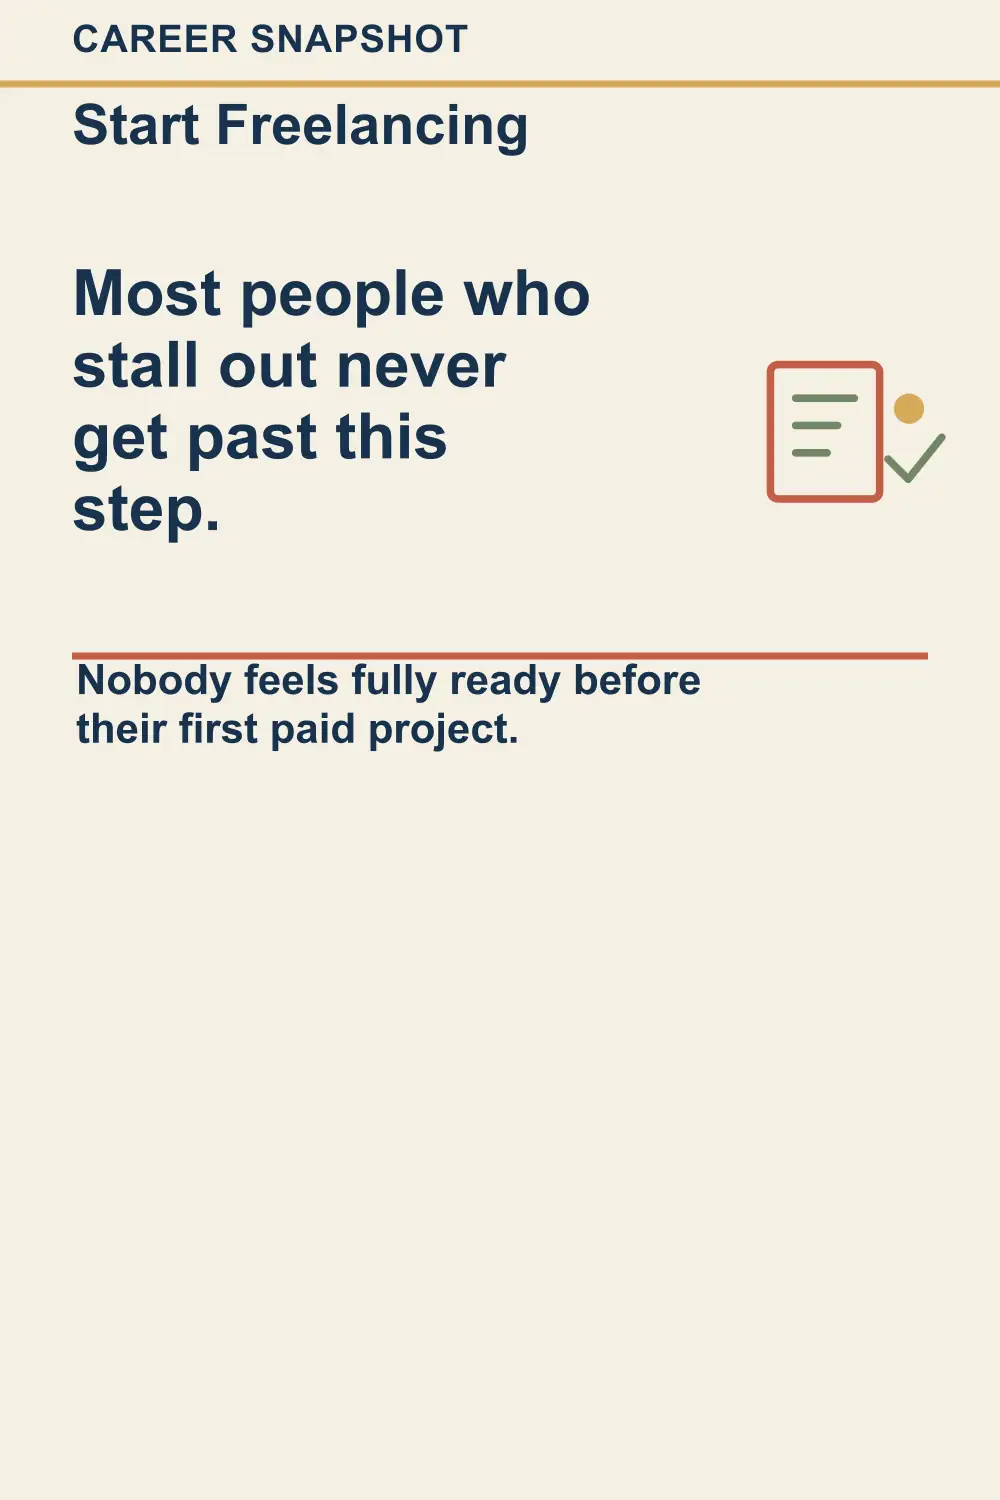 CAREER SNAPSHOT
Start Freelancing
Most people who
stall out never
get past this
step.
Nobody feels fully ready before
their first paid project.